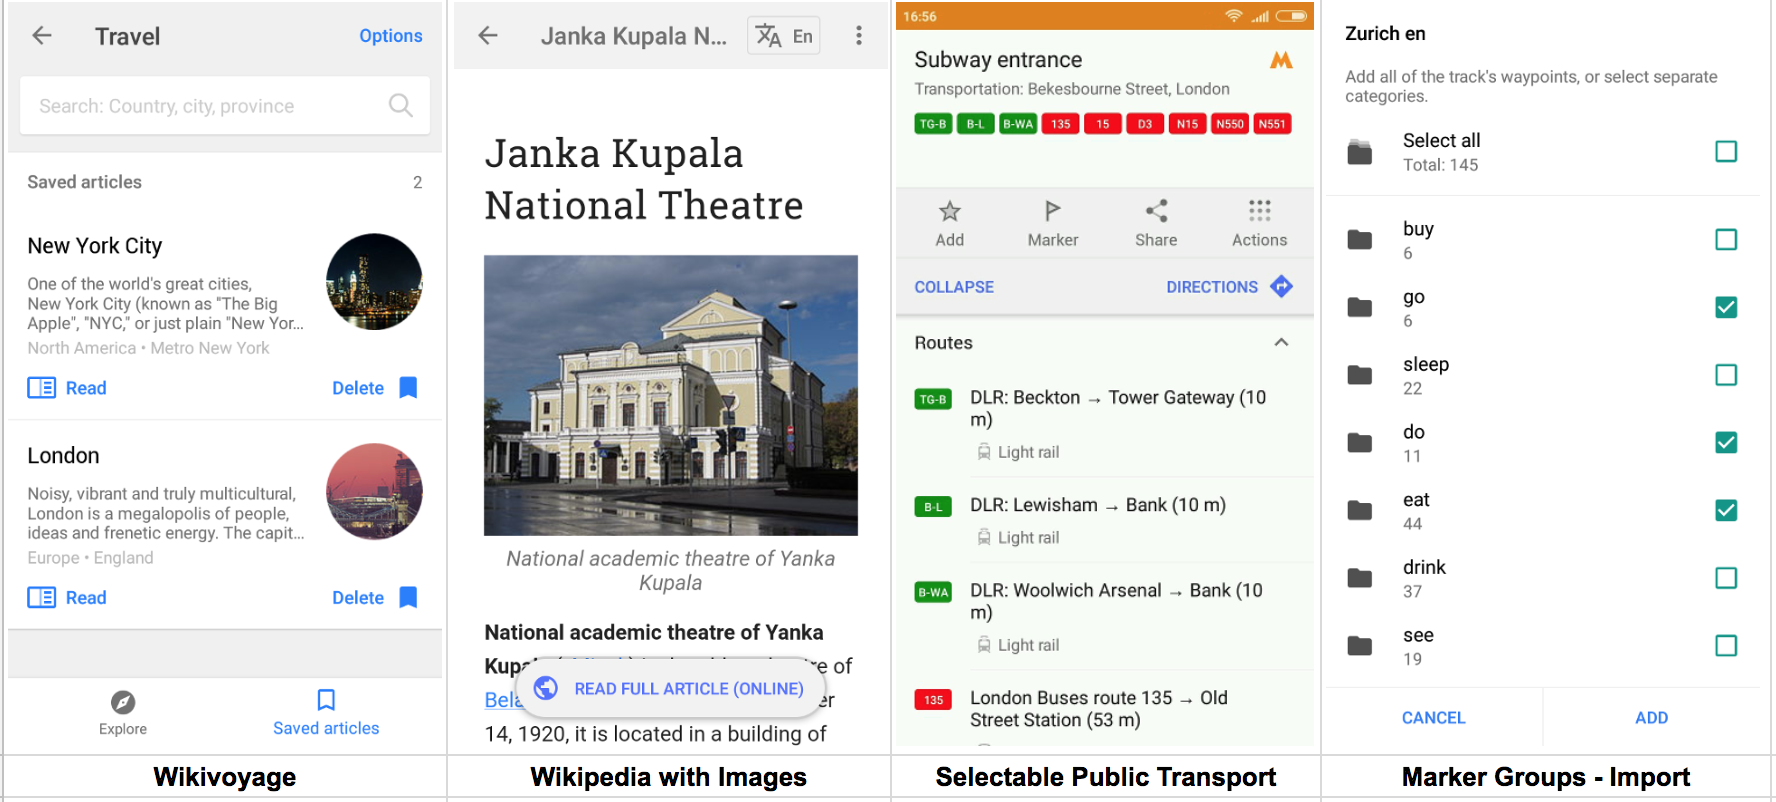 Travel
Options
Search: Country, city, province
Saved articles
2
New York City
One of the world's great cities,
New York City (known as "The Big
Apple", "NYC," or just plain "New Yor...
North America • Metro New York
Read
Delete
London
Noisy, vibrant and truly multicultural,
London is a megalopolis of people,
ideas and frenetic energy. The capit...
Europe • England
Read
Delete
Explore
Saved articles
Wikivoyage
Janka Kupala N...
En
Janka Kupala
National Theatre
National academic theatre of Yanka
Kupala
National academic theatre of Yanka
of
READ FULL ARTICLE (ONLINE)
14, 1920, it is located in a building of
Wikipedia with Images
16:56
Subway entrance
Transportation: Bekesbourne Street, London
TG-B B-L B-WA 135 15 D3 N15 N550 N551
Add
Marker
Share
Actions
COLLAPSE
DIRECTIONS
Routes
TG-B
DLR: Beckton → Tower Gateway (10
m)
Light rail
B-L
DLR: Lewisham → Bank (10 m)
Light rail
B-WA
DLR: Woolwich Arsenal → Bank (10
m)
Light rail
135
London Buses route 135 → Old
Street Station (53 m)
Selectable Public Transport
Zurich en
Add all of the track's waypoints, or select separate
categories.
Select all
Total: 145
buy
6
go
6
sleep
22
do
11
eat
44
drink
37
see
19
CANCEL
ADD
Marker Groups - Import